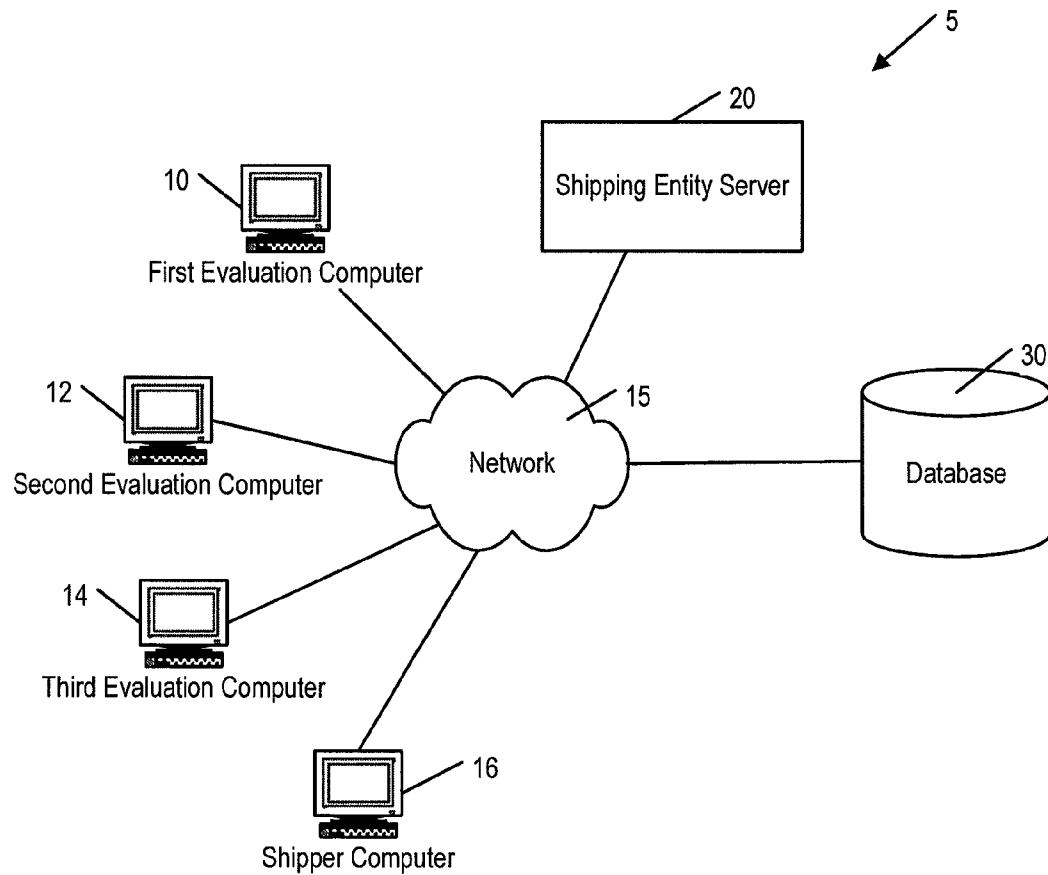 5
20
Shipping Entity Server
10
First Evaluation Computer
30
12
15
Network
Database
Second Evaluation Computer
14
Third Evaluation Computer
16
Shipper Computer